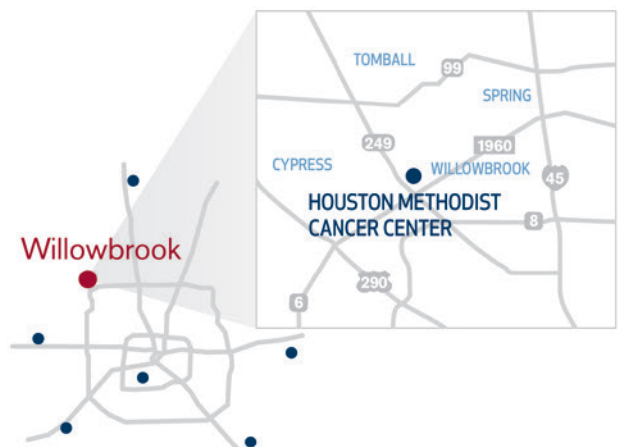 TOMBALL
99
SPRING
249
1960
CYPRESS
WILLOWBROOK
45
HOUSTON METHODIST
CANCER CENTER
8
Willowbrook
290
6